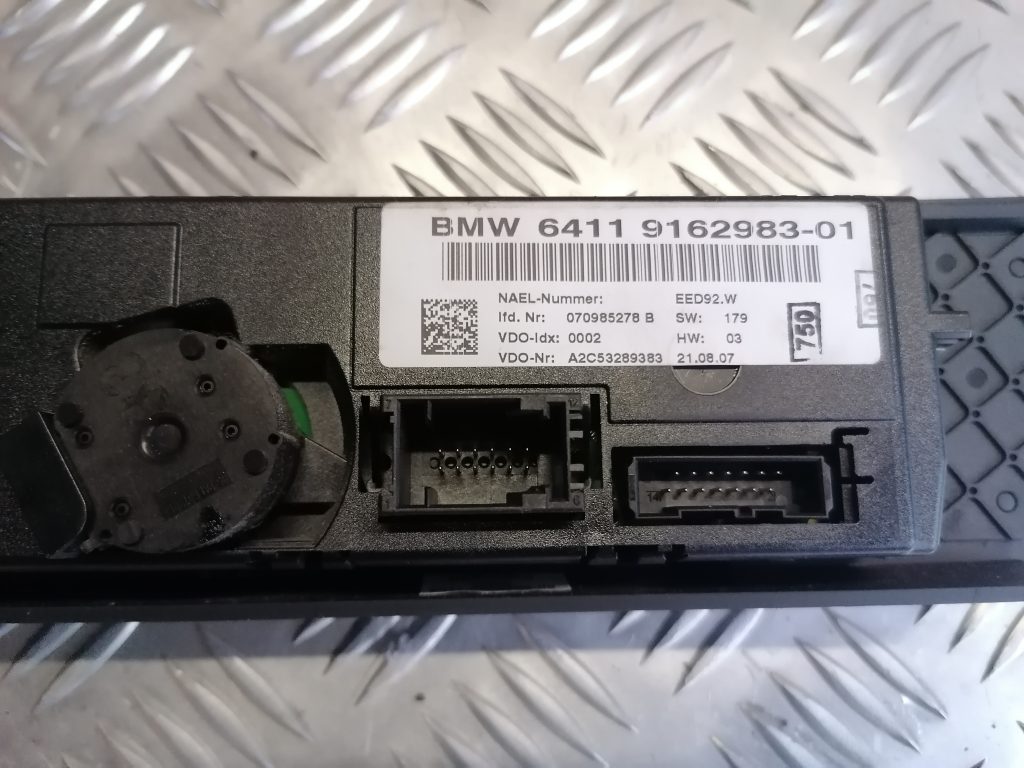 BMW 6411 9162983-01
NAEL-Nummer: EED92.W
lfd. Nr: 070985278 B SW: 179
VDO-Idx: 0002 HW: 03
VDO-Nr: A2C53289383 21.08.07
750